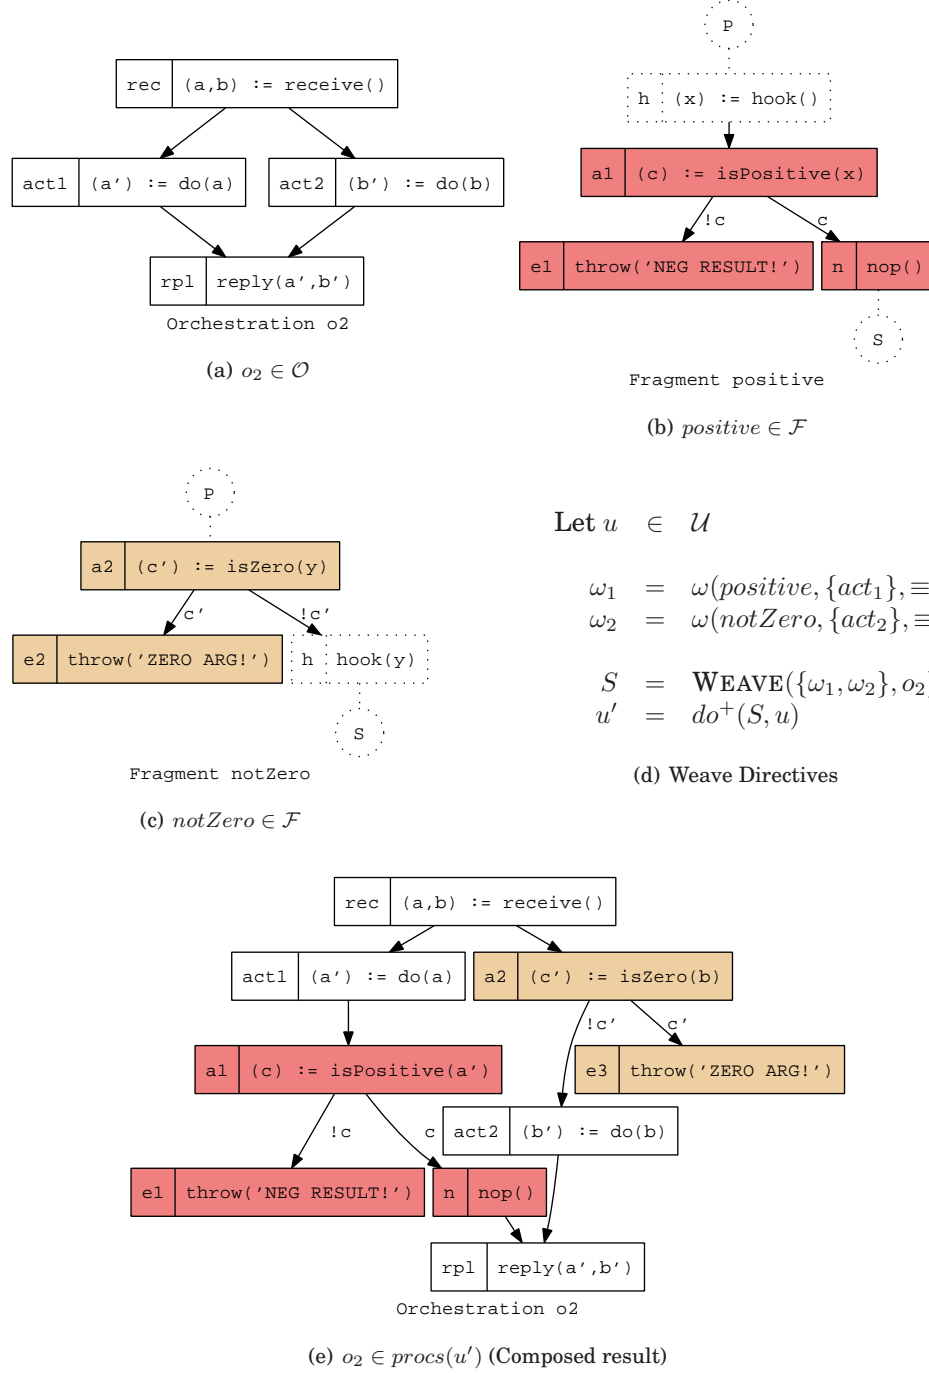 rec (a,b) := receive()
act1 (a′) := do(a)
act2 (b′) := do(b)
rpl reply(a′,b′)
Orchestration o2
(a) o₂ ∈ 𝒪
P
h (x) := hook()
a1 (c) := isPositive(x)
!c
c
e1 throw('NEG RESULT!')
n nop()
S
Fragment positive
(b) positive ∈ ℱ
P
a2 (c′) := isZero(y)
c′
!c′
e2 throw('ZERO ARG!')
h hook(y)
S
Fragment notZero
(c) notZero ∈ ℱ
Let u ∈ 𝒰
ω₁ = ω(positive, {act₁}, ≡
ω₂ = ω(notZero, {act₂}, ≡
S = WEAVE({ω₁, ω₂}, o₂)
u′ = do⁺(S, u)
(d) Weave Directives
rec (a,b) := receive()
act1 (a′) := do(a)
a2 (c′) := isZero(b)
!c′
c′
a1 (c) := isPositive(a′)
e3 throw('ZERO ARG!')
!c
c
act2 (b′) := do(b)
e1 throw('NEG RESULT!')
n nop()
rpl reply(a′,b′)
Orchestration o2
(e) o₂ ∈ procs(u′) (Composed result)